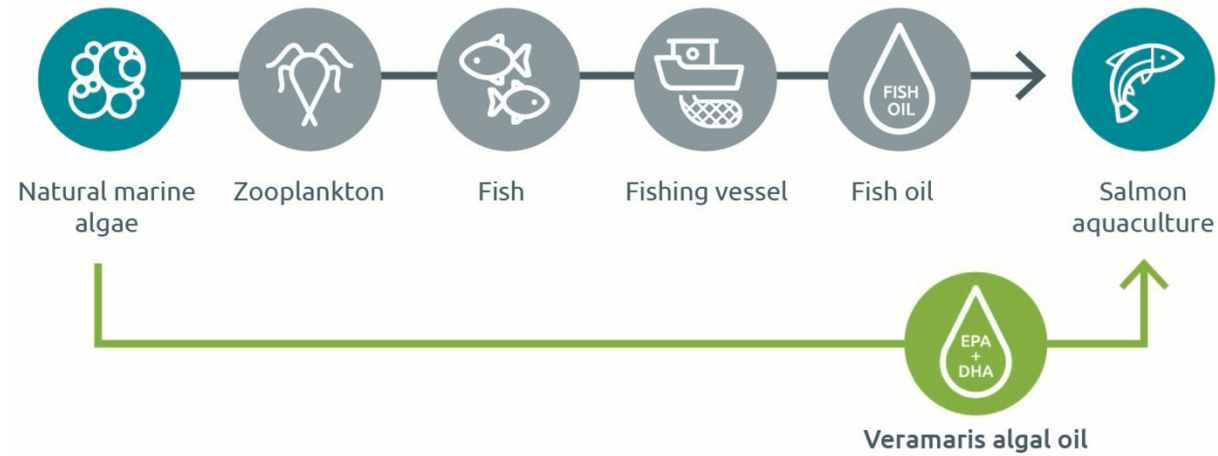 FISH
OIL
Natural marine
algae
Zooplankton
Fish
Fishing vessel
Fish oil
Salmon
aquaculture
EPA
+
DHA
Veramaris algal oil